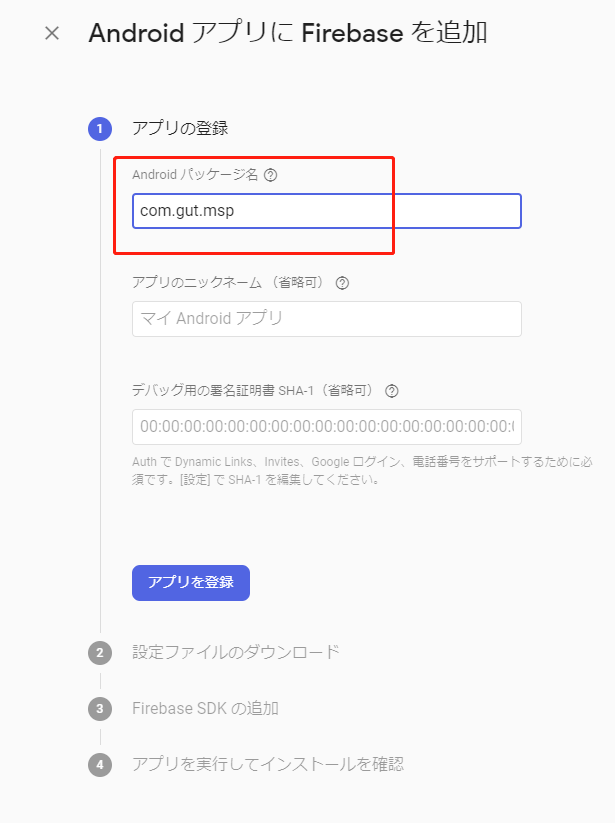 Android アプリに Firebase を追加
1 アプリの登録
Android パッケージ名
com.gut.msp
アプリのニックネーム （省略可）
マイ Android アプリ
デバッグ用の署名証明書 SHA-1（省略可）
00:00:00:00:00:00:00:00:00:00:00:00:00:00:00:00:0
Auth で Dynamic Links、Invites、Google ログイン、電話番号をサポートするために必
須です。[設定] で SHA-1 を編集してください。
アプリを登録
2 設定ファイルのダウンロード
3 Firebase SDK の追加
4 アプリを実行してインストールを確認